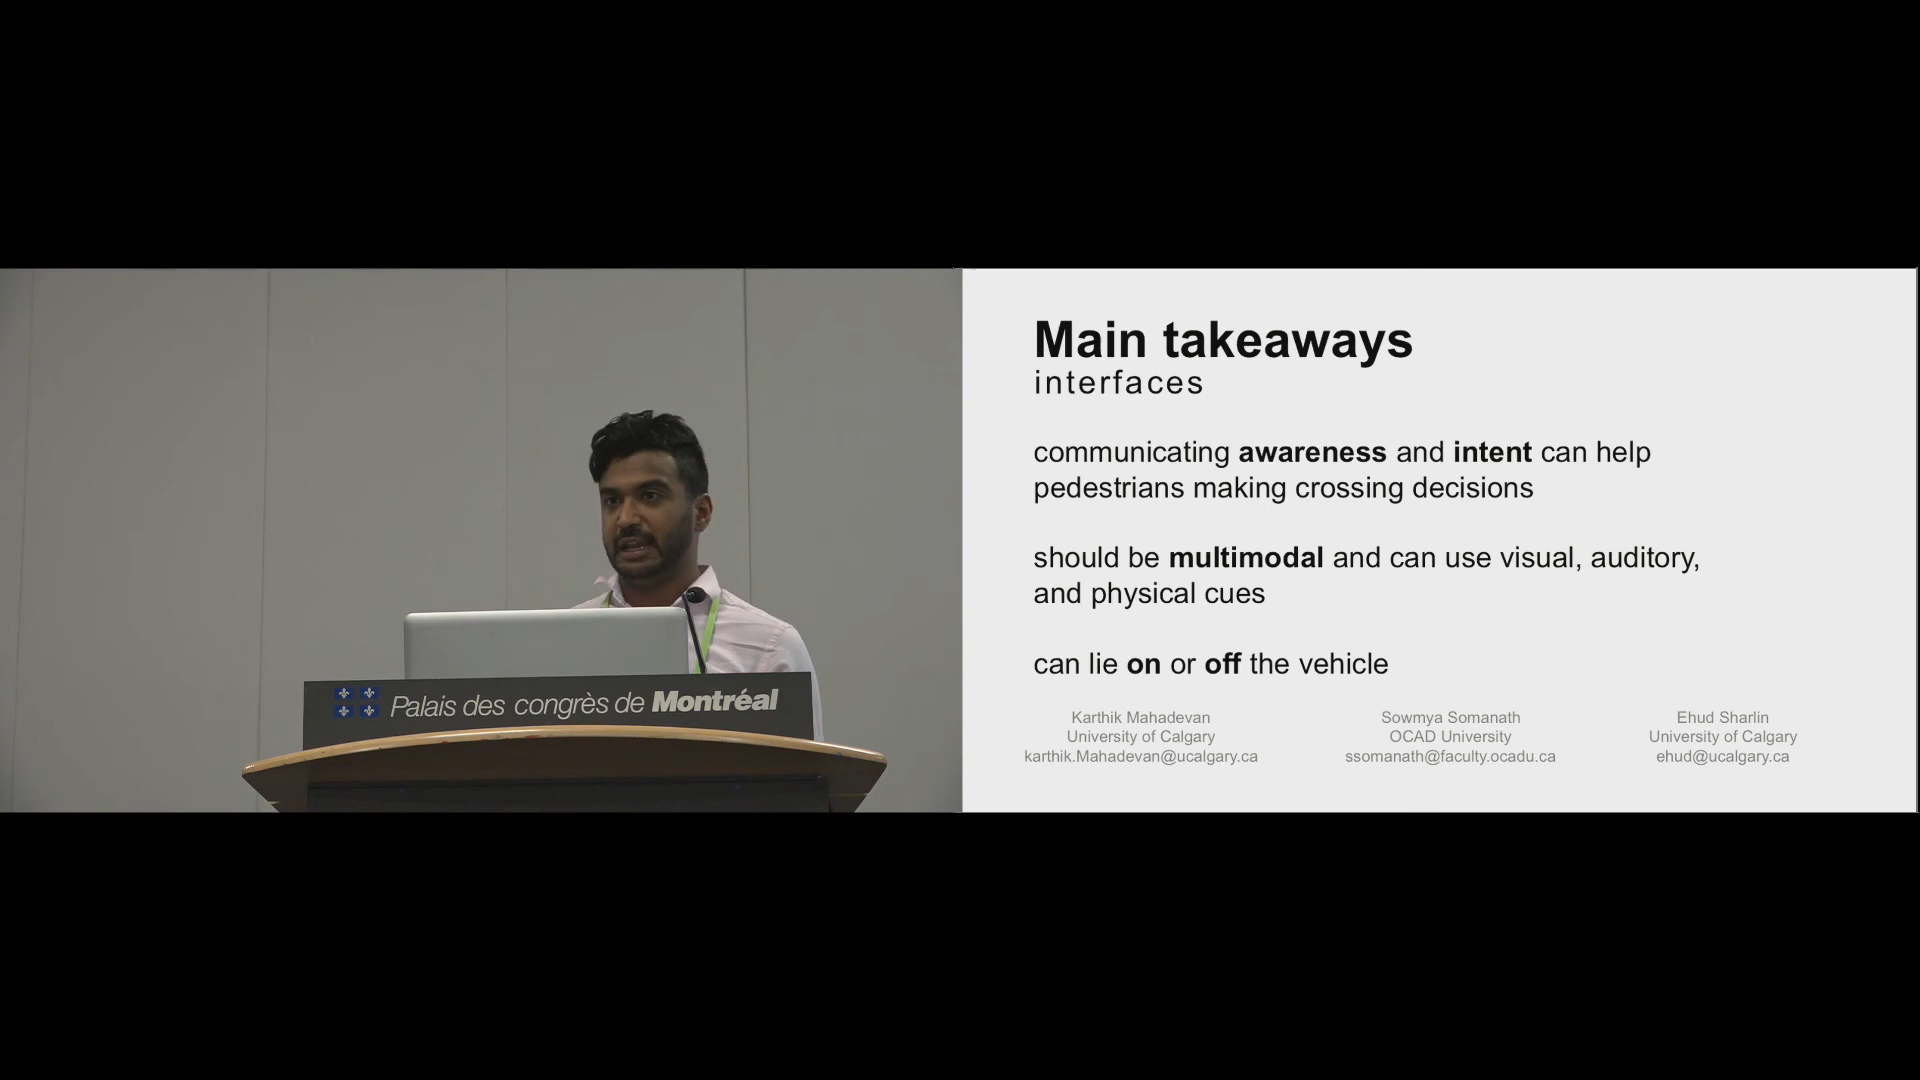 Palais des congrès de Montréal
Main takeaways
interfaces
communicating awareness and intent can help
pedestrians making crossing decisions
should be multimodal and can use visual, auditory,
and physical cues
can lie on or off the vehicle
Karthik Mahadevan
University of Calgary
karthik.Mahadevan@ucalgary.ca
Sowmya Somanath
OCAD University
ssomanath@faculty.ocadu.ca
Ehud Sharlin
University of Calgary
ehud@ucalgary.ca